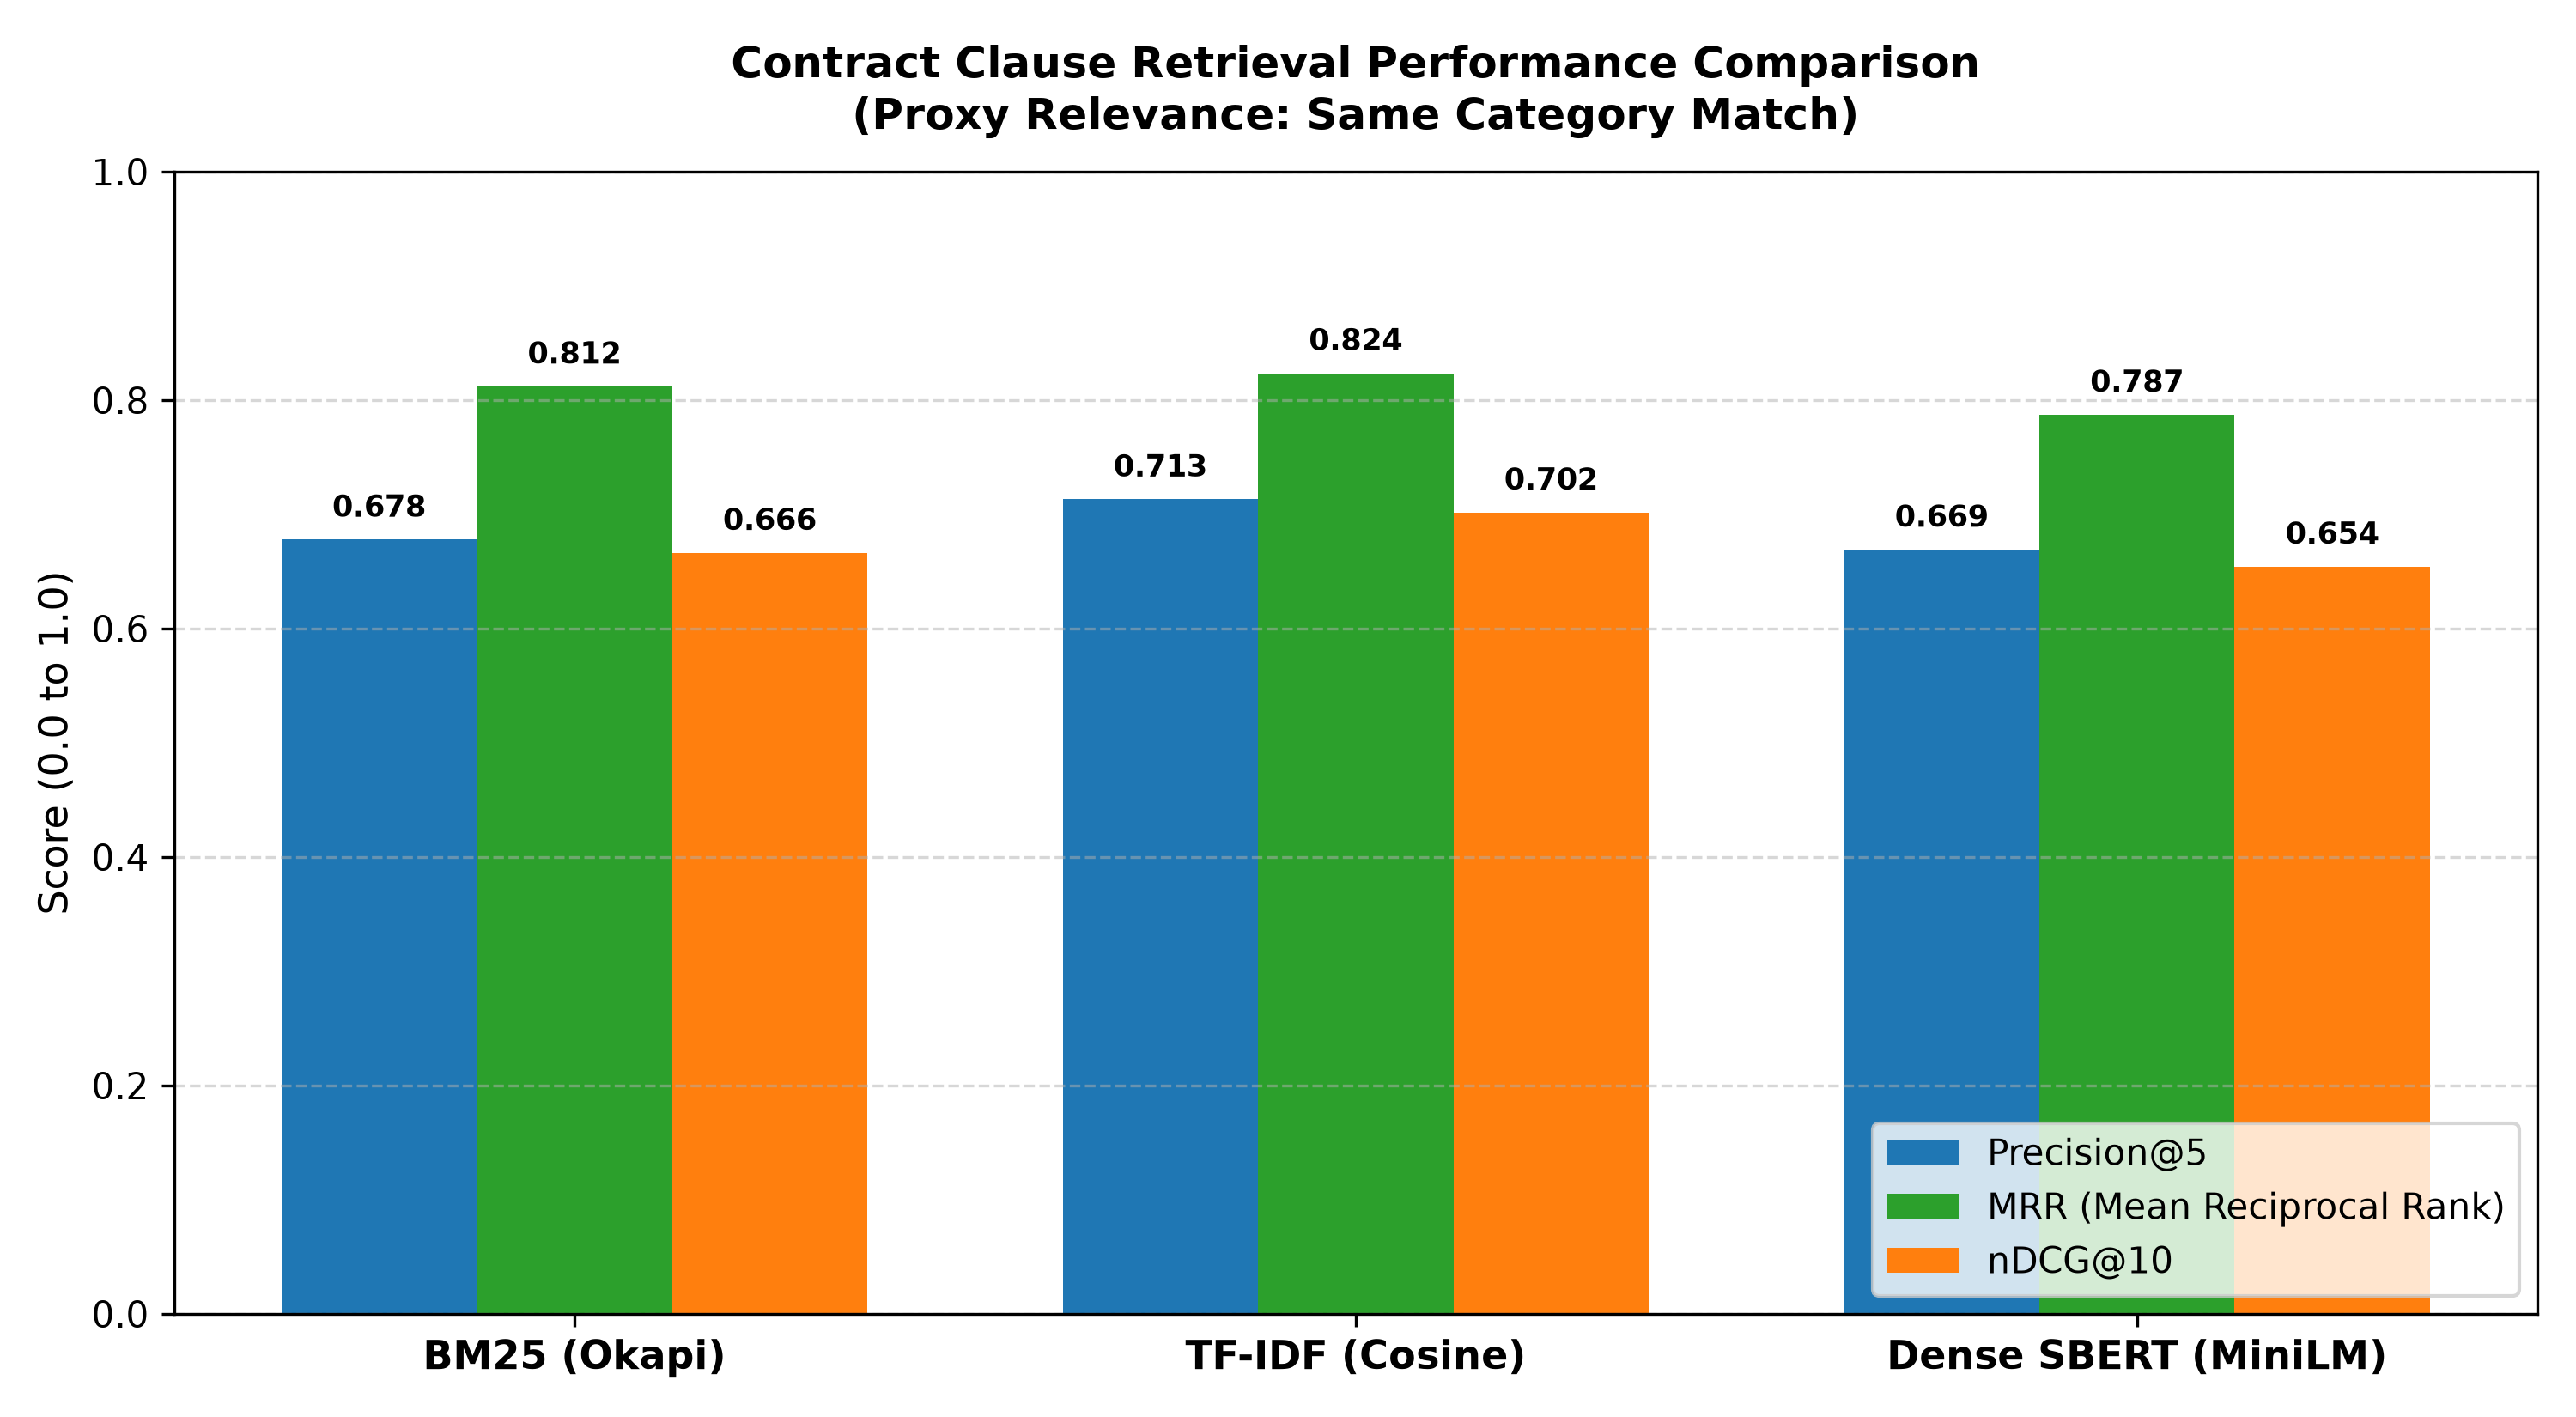 Contract Clause Retrieval Performance Comparison
(Proxy Relevance: Same Category Match)
Score (0.0 to 1.0)
1.0
0.8
0.6
0.4
0.2
0.0
0.678
0.812
0.666
0.713
0.824
0.702
0.669
0.787
0.654
Precision@5
MRR (Mean Reciprocal Rank)
nDCG@10
BM25 (Okapi)
TF-IDF (Cosine)
Dense SBERT (MiniLM)